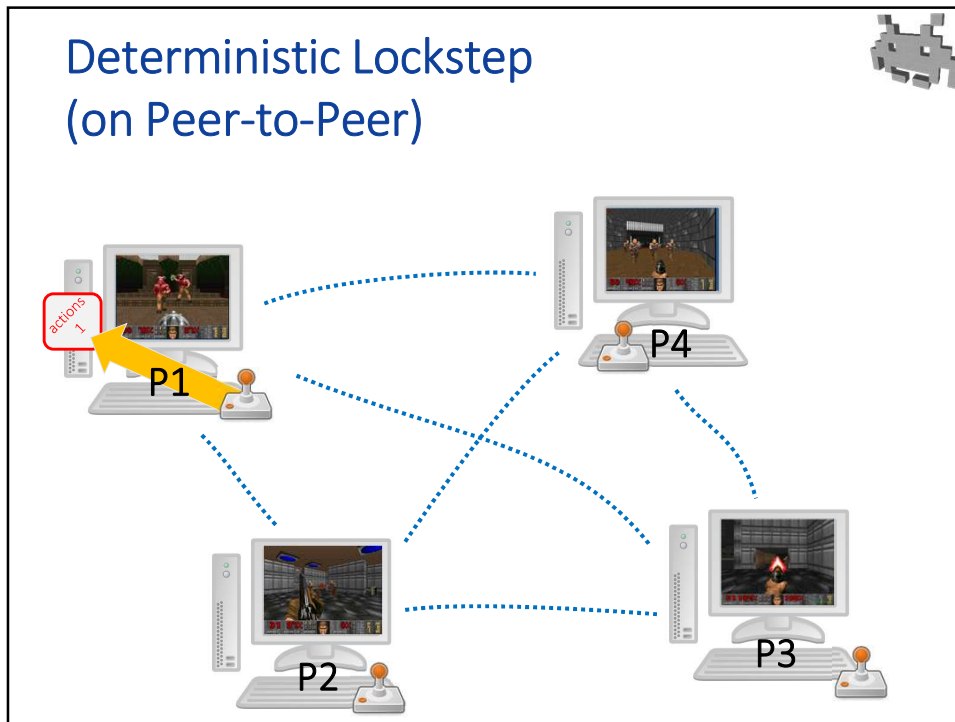 Deterministic Lockstep
(on Peer-to-Peer)
actions
1
P1
P4
P2
P3